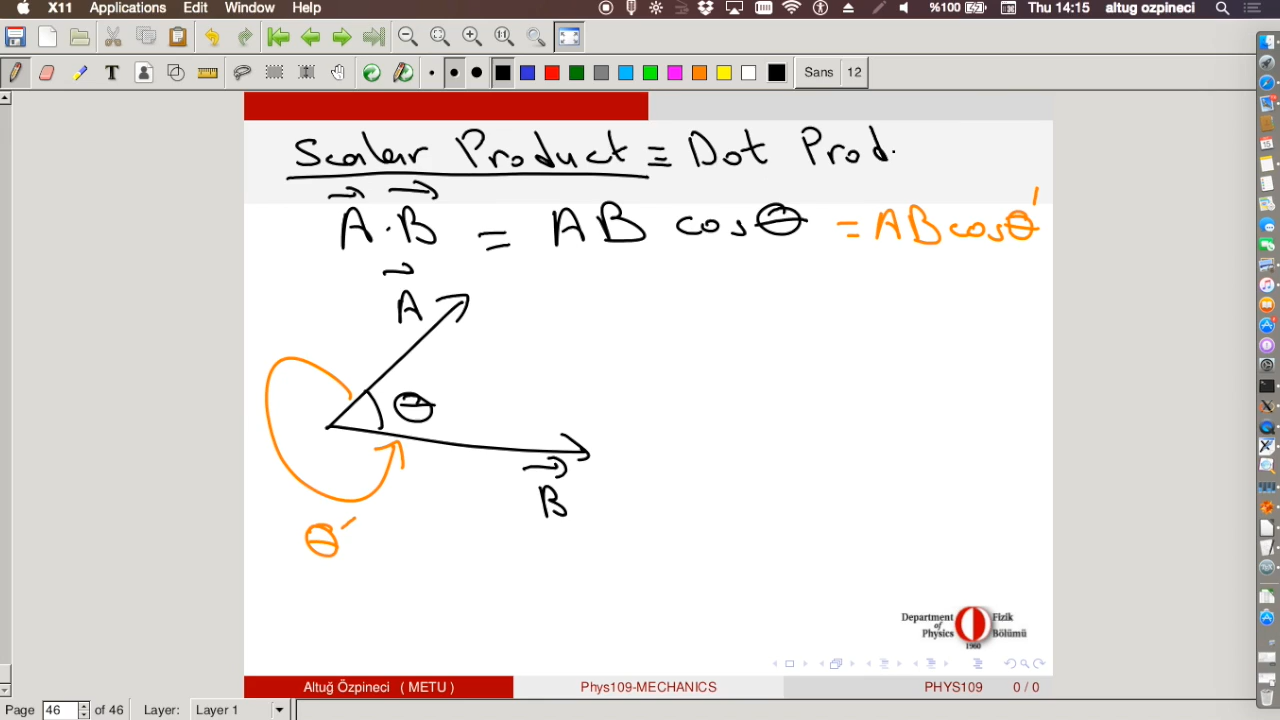 X11 Applications Edit Window Help %100 Thu 14:15 altug ozpineci
T Sans 12
Scalar Product = Dot Prod.
A⃗ · B⃗ = A B cos θ = A B cos θ′
A⃗
θ
B⃗
θ′
Department of Physics Fizik Bölümü
1960
Altuğ Özpineci ( METU ) Phys109-MECHANICS PHYS109 0 / 0
Page 46 of 46 Layer: Layer 1